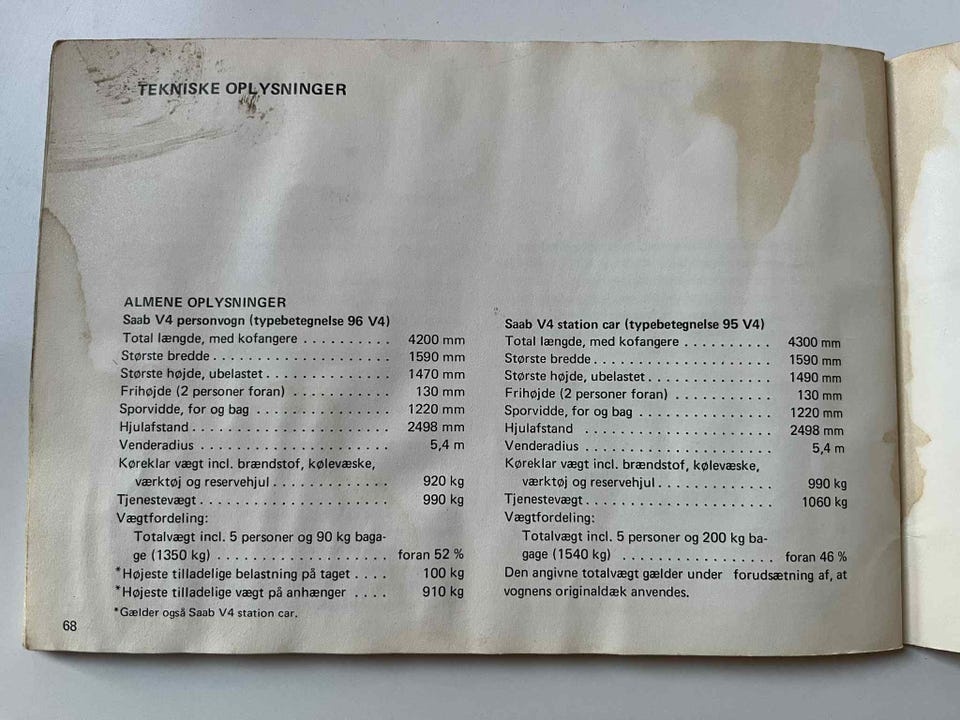 TEKNISKE OPLYSNINGER
ALMENE OPLYSNINGER
Saab V4 personvogn (typebetegnelse 96 V4)
Total længde, med kofangere . . . . . . . . . . 4200 mm
Største bredde . . . . . . . . . . . . . . . . . . . . . 1590 mm
Største højde, ubelastet . . . . . . . . . . . . . . 1470 mm
Frihøjde (2 personer foran) . . . . . . . . . . . 130 mm
Sporvidde, for og bag . . . . . . . . . . . . . . . . 1220 mm
Hjulafstand . . . . . . . . . . . . . . . . . . . . . . . . 2498 mm
Venderadius . . . . . . . . . . . . . . . . . . . . . . . 5,4 m
Køreklar vægt incl. brændstof, kølevæske,
værktøj og reservehjul . . . . . . . . . . . . . 920 kg
Tjenestevægt . . . . . . . . . . . . . . . . . . . . . . . 990 kg
Vægtfordeling:
Totalvægt incl. 5 personer og 90 kg baga-
ge (1350 kg) . . . . . . . . . . . . . . . . . . . foran 52 %
*Højeste tilladelige belastning på taget . . . . 100 kg
*Højeste tilladelige vægt på anhænger . . . . 910 kg
*Gælder også Saab V4 station car.
68
Saab V4 station car (typebetegnelse 95 V4)
Total længde, med kofangere . . . . . . . . . . 4300 mm
Største bredde . . . . . . . . . . . . . . . . . . . . . 1590 mm
Største højde, ubelastet . . . . . . . . . . . . . . 1490 mm
Frihøjde (2 personer foran) . . . . . . . . . . . 130 mm
Sporvidde, for og bag . . . . . . . . . . . . . . . . 1220 mm
Hjulafstand . . . . . . . . . . . . . . . . . . . . . . . 2498 mm
Venderadius . . . . . . . . . . . . . . . . . . . . . . . 5,4 m
Køreklar vægt incl. brændstof, kølevæske,
værktøj og reservehjul . . . . . . . . . . . . . 990 kg
Tjenestevægt . . . . . . . . . . . . . . . . . . . . . . . 1060 kg
Vægtfordeling:
Totalvægt incl. 5 personer og 200 kg ba-
gage (1540 kg) . . . . . . . . . . . . . . . . . foran 46 %
Den angivne totalvægt gælder under forudsætning af, at
vognens originaldæk anvendes.